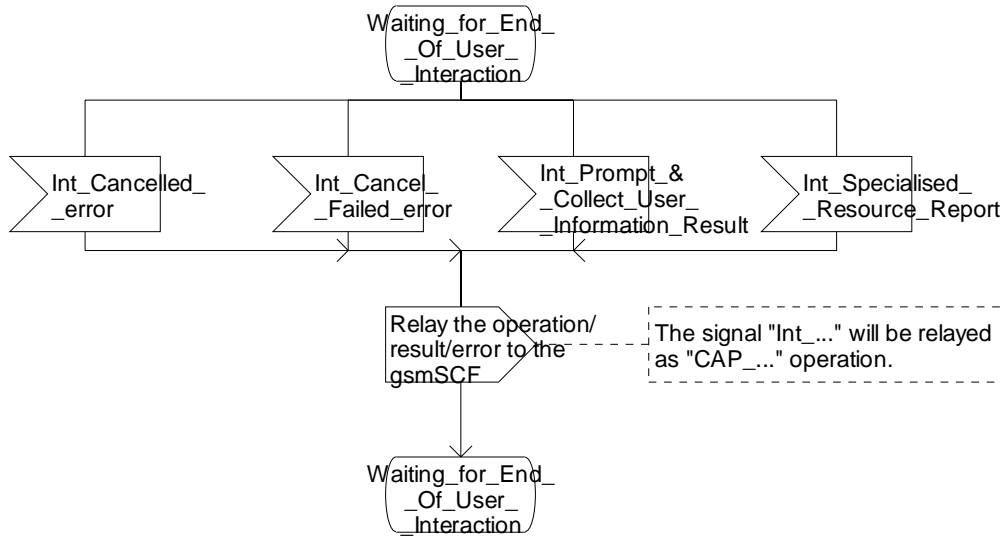 Waiting_for_End_
_Of_User_
_Interaction
Int_Cancelled_
_error
Int_Cancel_
_Failed_error
Int_Prompt_&
_Collect_User_
_Information_Result
Int_Specialised_
_Resource_Report
Relay the operation/
result/error to the
gsmSCF
The signal "Int_..." will be relayed
as "CAP_..." operation.
Waiting_for_End_
_Of_User_
_Interaction